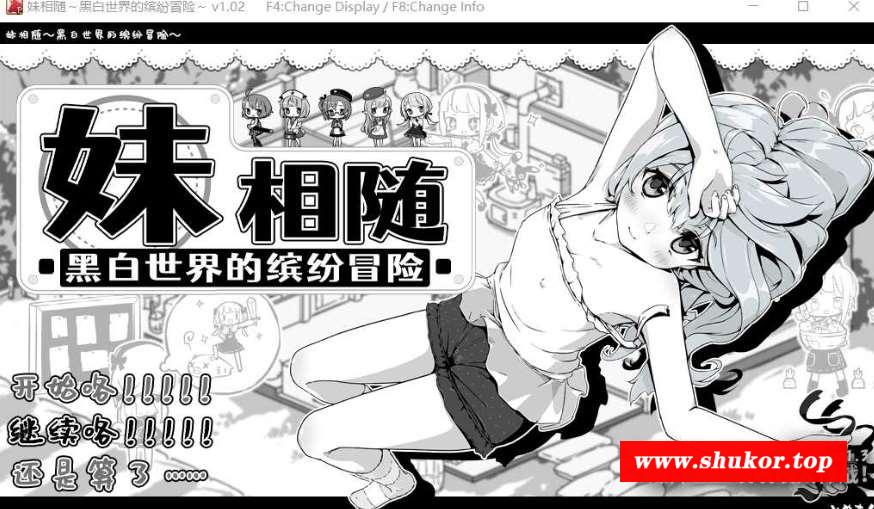 妹相随～黑白世界的缤纷冒险～ v1.02 F4:Change Display / F8:Change Info
妹相随～黑白世界的缤纷冒险～
妹相随
黑白世界的缤纷冒险
开始咯!!!!!
继续咯!!!!!
还是算了……
www.shukor.top